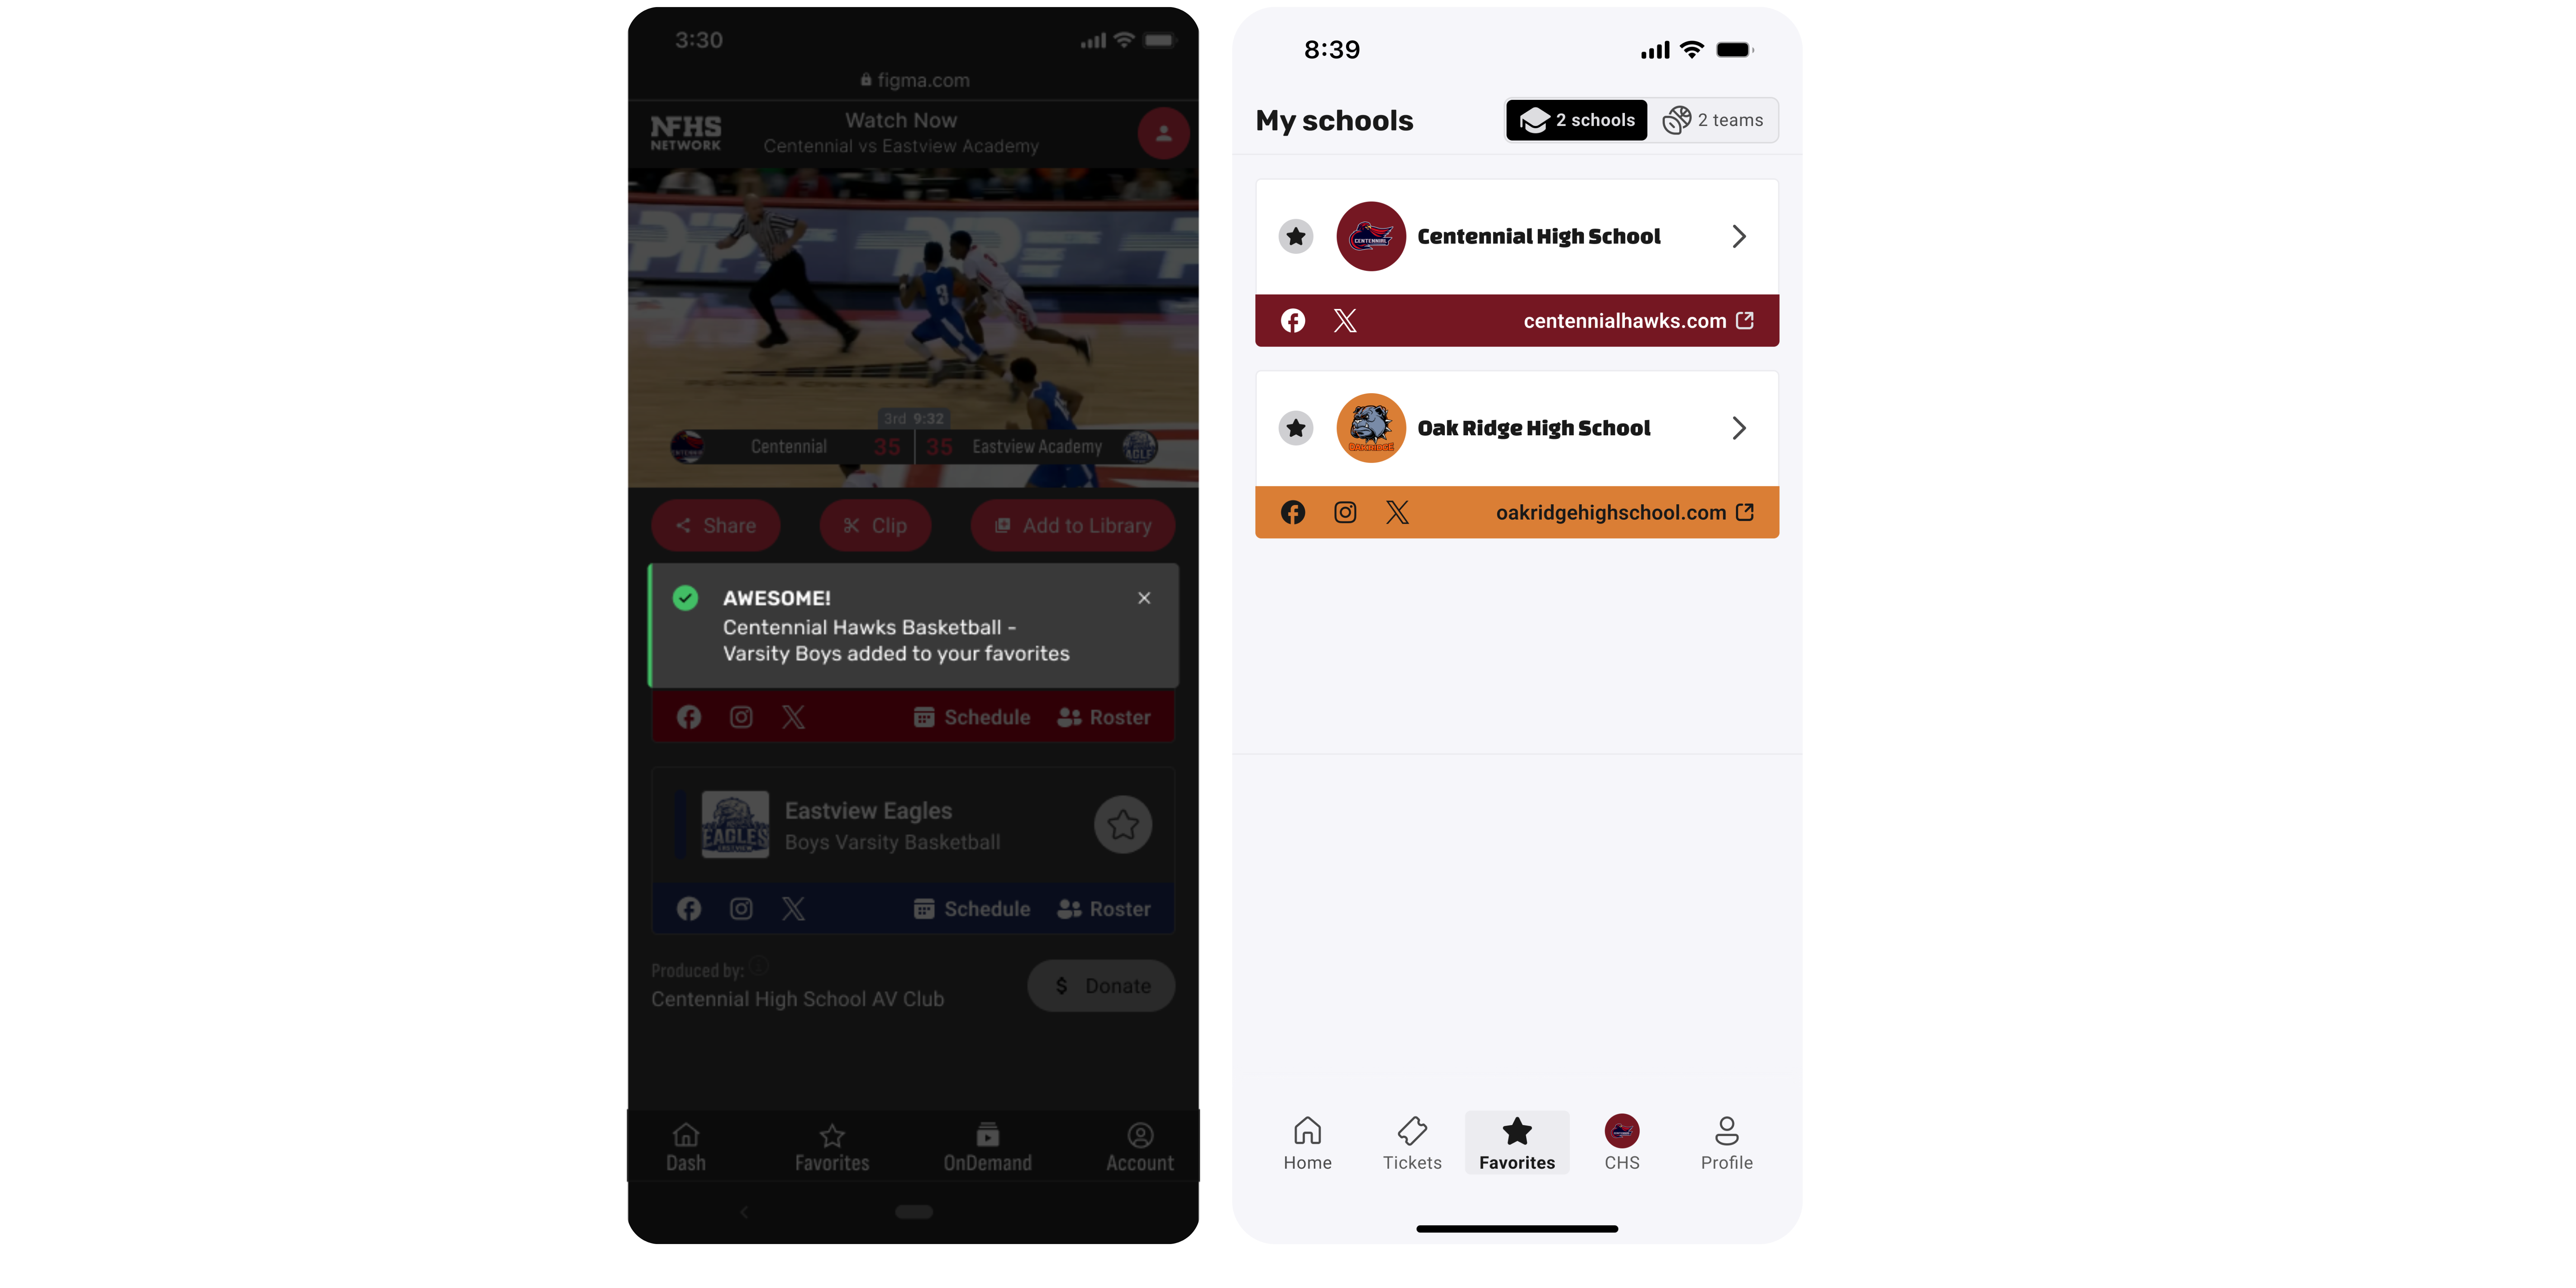 3:30
figma.com
NFHS
NETWORK
Watch Now
Centennial vs Eastview Academy
3rd 9:32
Centennial 35 35 Eastview Academy
Share
Clip
Add to Library
AWESOME!
Centennial Hawks Basketball -
Varsity Boys added to your favorites
Schedule
Roster
EAGLES
EASTVIEW
Eastview Eagles
Boys Varsity Basketball
Schedule
Roster
Produced by:
Centennial High School AV Club
$ Donate
Dash
Favorites
OnDemand
Account
8:39
My schools
2 schools
2 teams
CENTENNIAL
Centennial High School
centennialhawks.com
OAKRIDGE
Oak Ridge High School
oakridgehighschool.com
Home
Tickets
Favorites
CHS
Profile